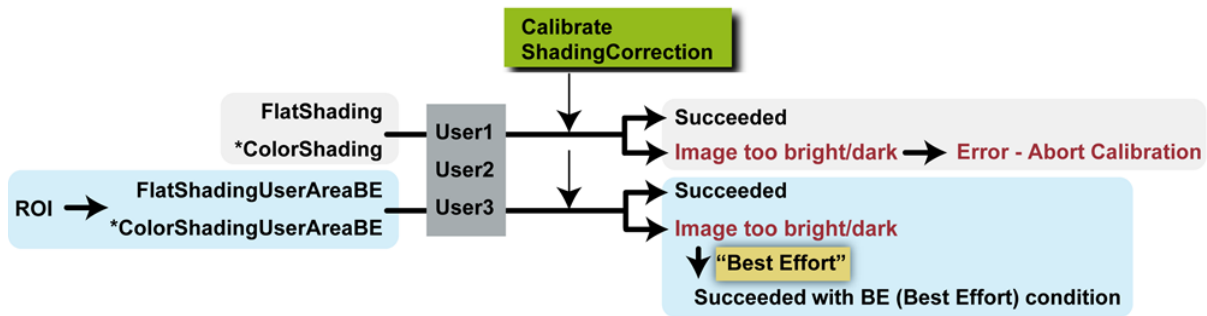 Calibrate
ShadingCorrection
FlatShading
*ColorShading
User1
User2
User3
Succeeded
Image too bright/dark
Error - Abort Calibration
ROI
FlatShadingUserAreaBE
*ColorShadingUserAreaBE
Succeeded
Image too bright/dark
“Best Effort”
Succeeded with BE (Best Effort) condition